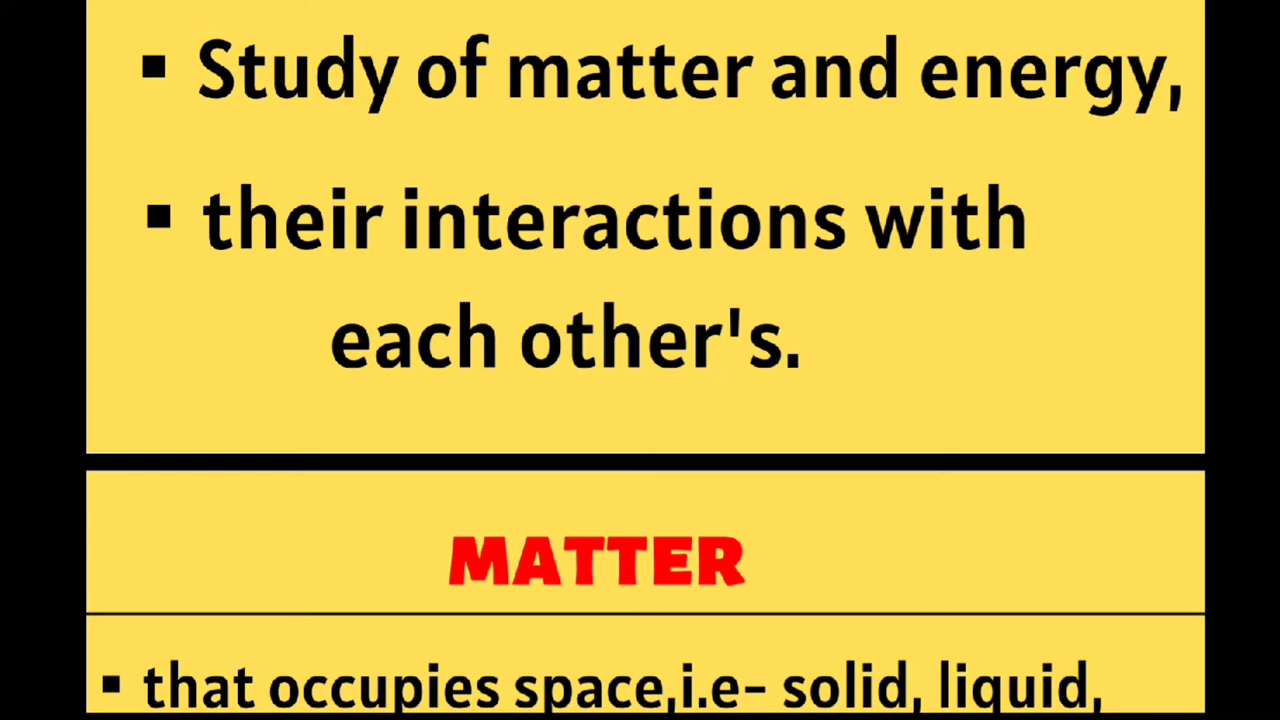 ▪ Study of matter and energy,
▪ their interactions with
each other's.
MATTER
▪ that occupies space,i.e- solid, liquid,